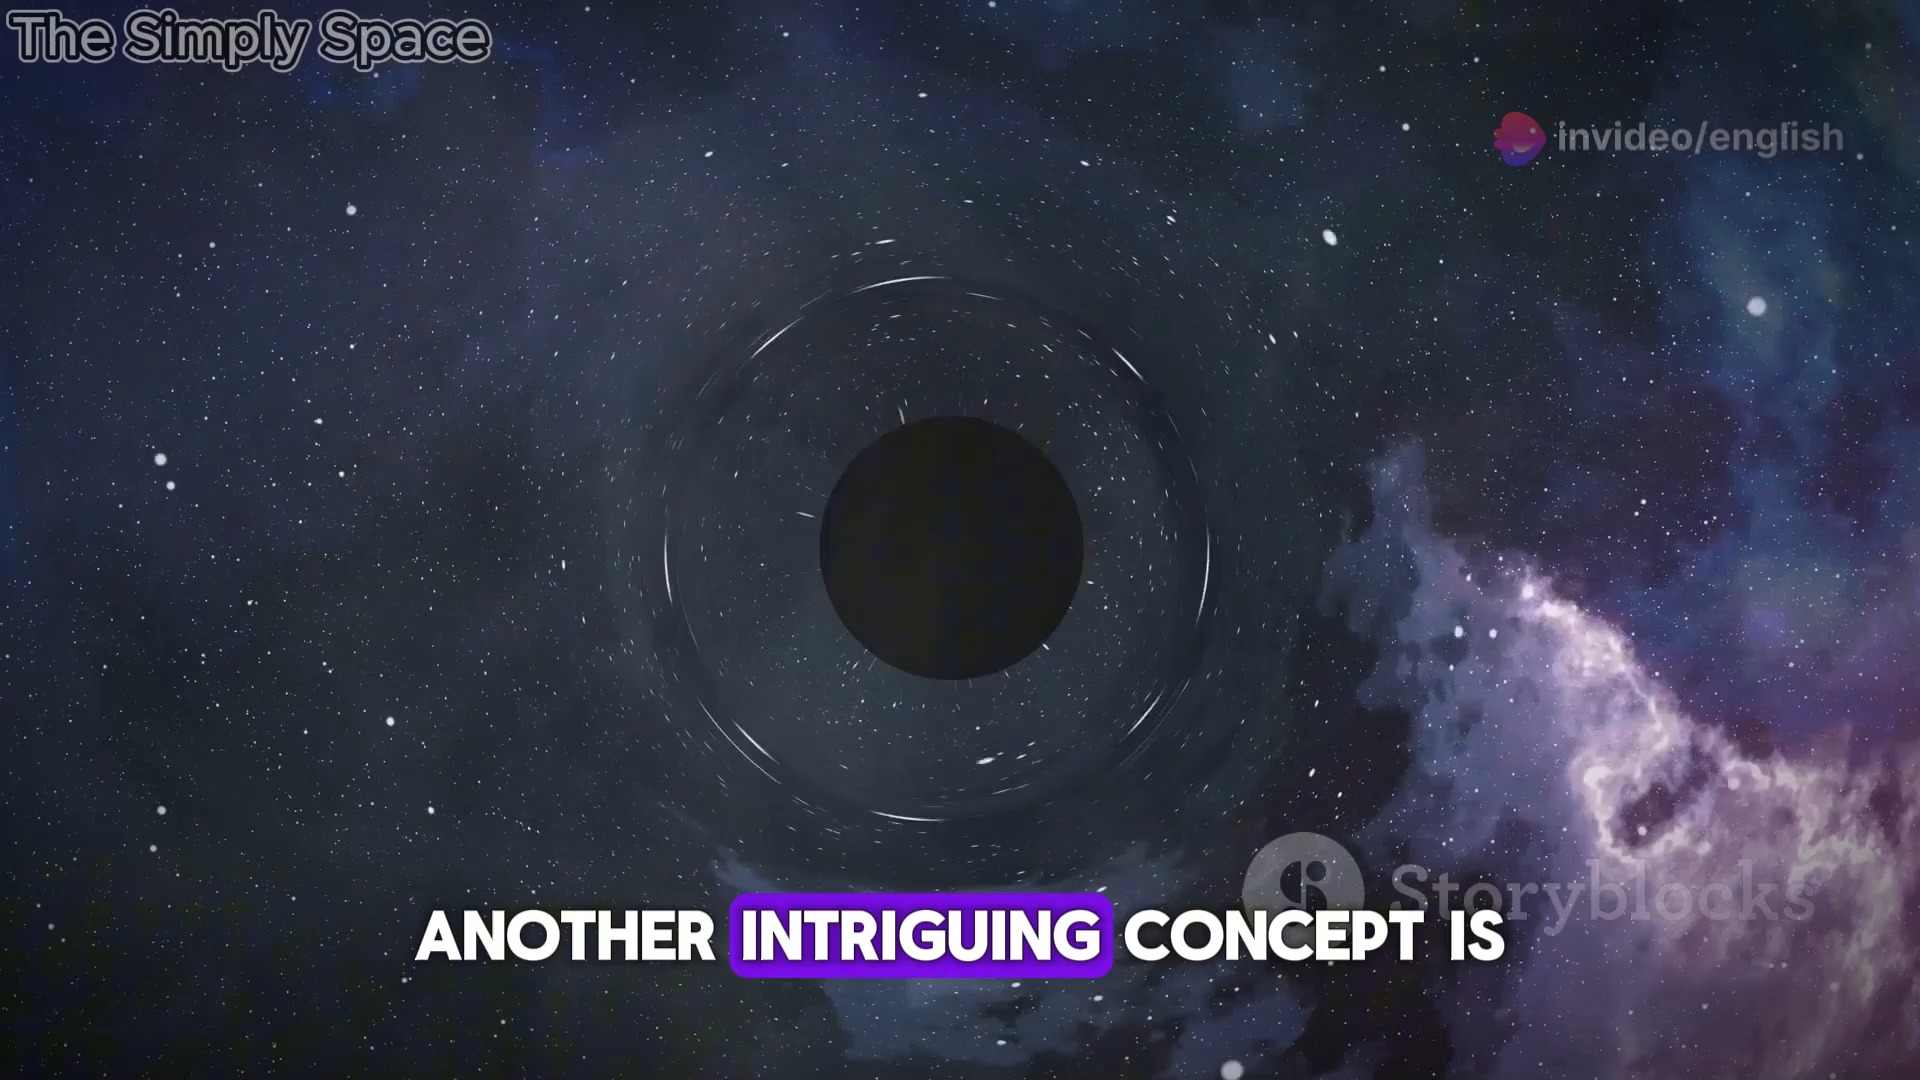 The Simply Space
invideo/english
Storyblocks
ANOTHER INTRIGUING CONCEPT IS